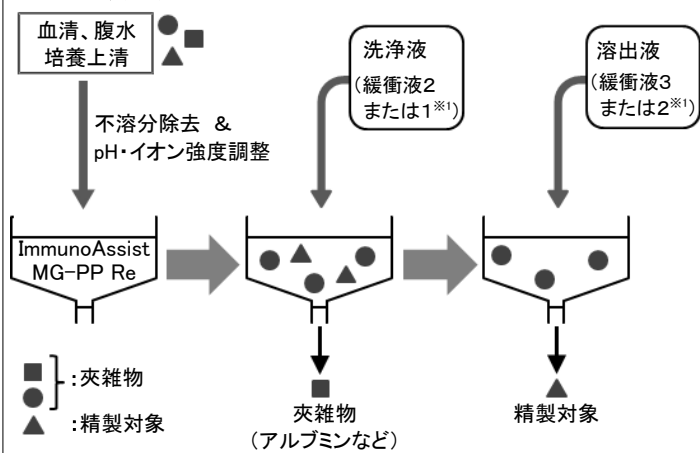 血清、腹水
培養上清
不溶分除去 &
pH・イオン強度調整
洗浄液
(緩衝液2
または1※1)
溶出液
(緩衝液3
または2※1)
ImmunoAssist
MG-PP Re
:夾雑物
:精製対象
夾雑物
(アルブミンなど)
精製対象